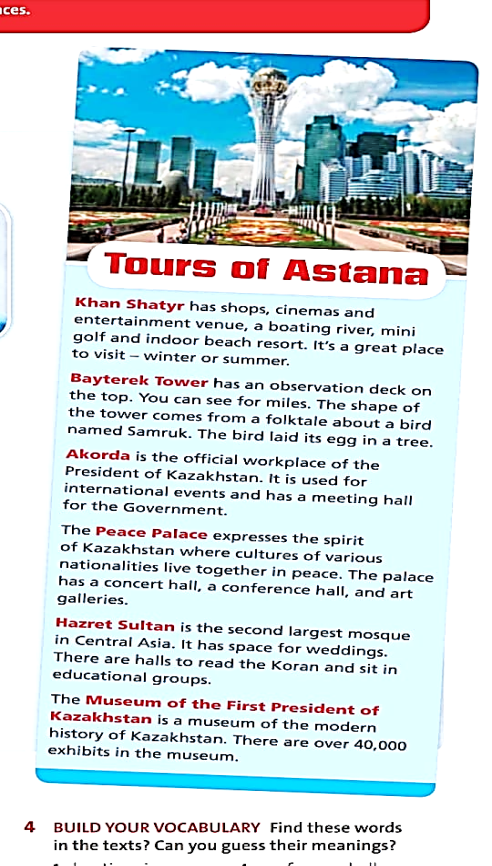 Tours of Astana
Khan Shatyr has shops, cinemas and
entertainment venue, a boating river, mini
golf and indoor beach resort. It's a great place
to visit – winter or summer.
Bayterek Tower has an observation deck on
the top. You can see for miles. The shape of
the tower comes from a folktale about a bird
named Samruk. The bird laid its egg in a tree.
Akorda is the official workplace of the
President of Kazakhstan. It is used for
international events and has a meeting hall
for the Government.
The Peace Palace expresses the spirit
of Kazakhstan where cultures of various
nationalities live together in peace. The palace
has a concert hall, a conference hall, and art
galleries.
Hazret Sultan is the second largest mosque
in Central Asia. It has space for weddings.
There are halls to read the Koran and sit in
educational groups.
The Museum of the First President of
Kazakhstan is a museum of the modern
history of Kazakhstan. There are over 40,000
exhibits in the museum.
4 BUILD YOUR VOCABULARY Find these words
in the texts? Can you guess their meanings?